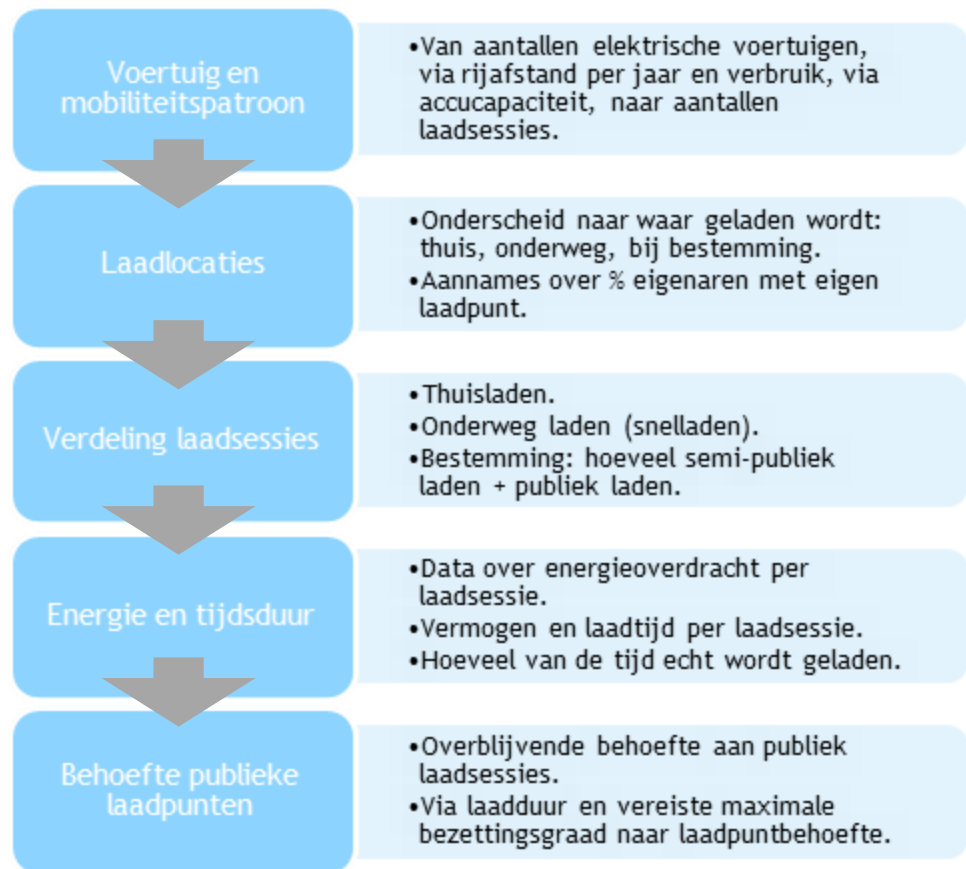 Voertuig en
mobiliteitspatroon
•Van aantallen elektrische voertuigen,
via rijafstand per jaar en verbruik, via
accucapaciteit, naar aantallen
laadsessies.
Laadlocaties
•Onderscheid naar waar geladen wordt:
thuis, onderweg, bij bestemming.
•Aannames over % eigenaren met eigen
laadpunt.
Verdeling laadsessies
•Thuisladen.
•Onderweg laden (snelladen).
•Bestemming: hoeveel semi-publiek
laden + publiek laden.
Energie en tijdsduur
•Data over energieoverdracht per
laadsessie.
•Vermogen en laadtijd per laadsessie.
•Hoeveel van de tijd echt wordt geladen.
Behoefte publieke
laadpunten
•Overblijvende behoefte aan publiek
laadsessies.
•Via laadduur en vereiste maximale
bezettingsgraad naar laadpuntbehoefte.